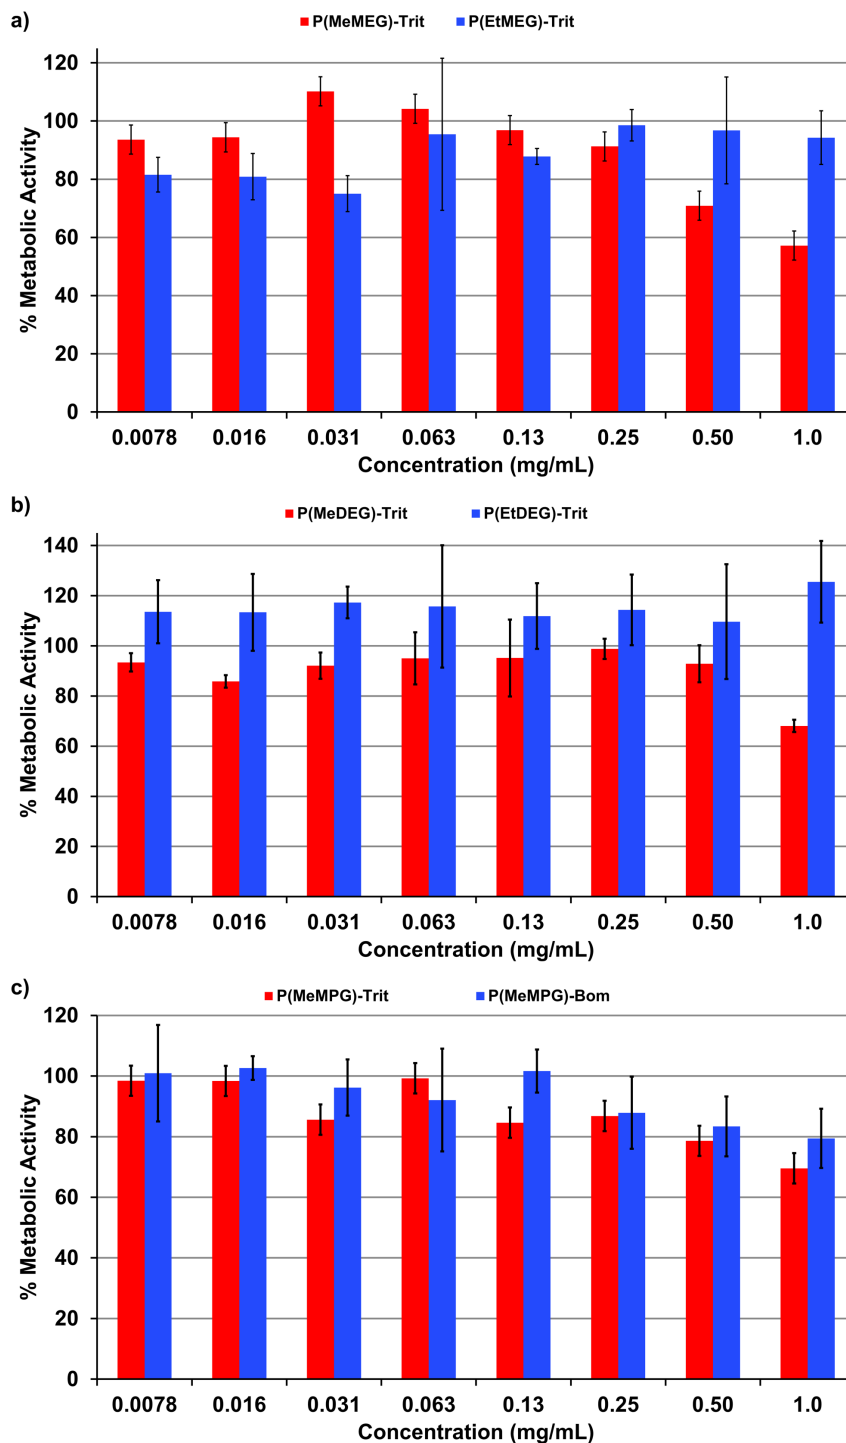 a)
P(MeMEG)-Trit P(EtMEG)-Trit
% Metabolic Activity
120
100
80
60
40
20
0
0.0078 0.016 0.031 0.063 0.13 0.25 0.50 1.0
Concentration (mg/mL)
b)
P(MeDEG)-Trit P(EtDEG)-Trit
% Metabolic Activity
140
120
100
80
60
40
20
0
0.0078 0.016 0.031 0.063 0.13 0.25 0.50 1.0
Concentration (mg/mL)
c)
P(MeMPG)-Trit P(MeMPG)-Bom
% Metabolic Activity
120
100
80
60
40
20
0
0.0078 0.016 0.031 0.063 0.13 0.25 0.50 1.0
Concentration (mg/mL)